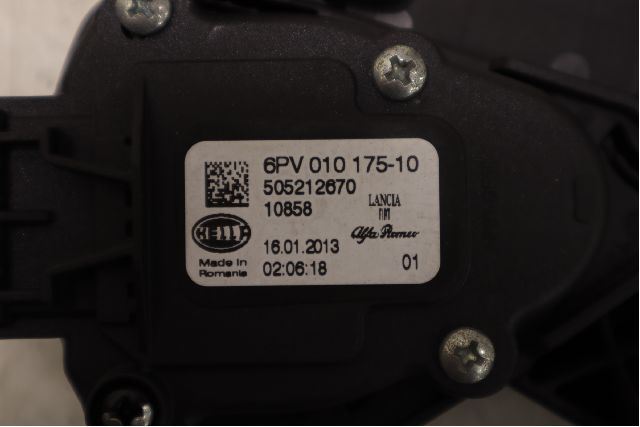 6PV 010 175-10
505212670
10858
LANCIA
HELLA
Alfa Romeo
16.01.2013
Made in
Romania
02:06:18
01